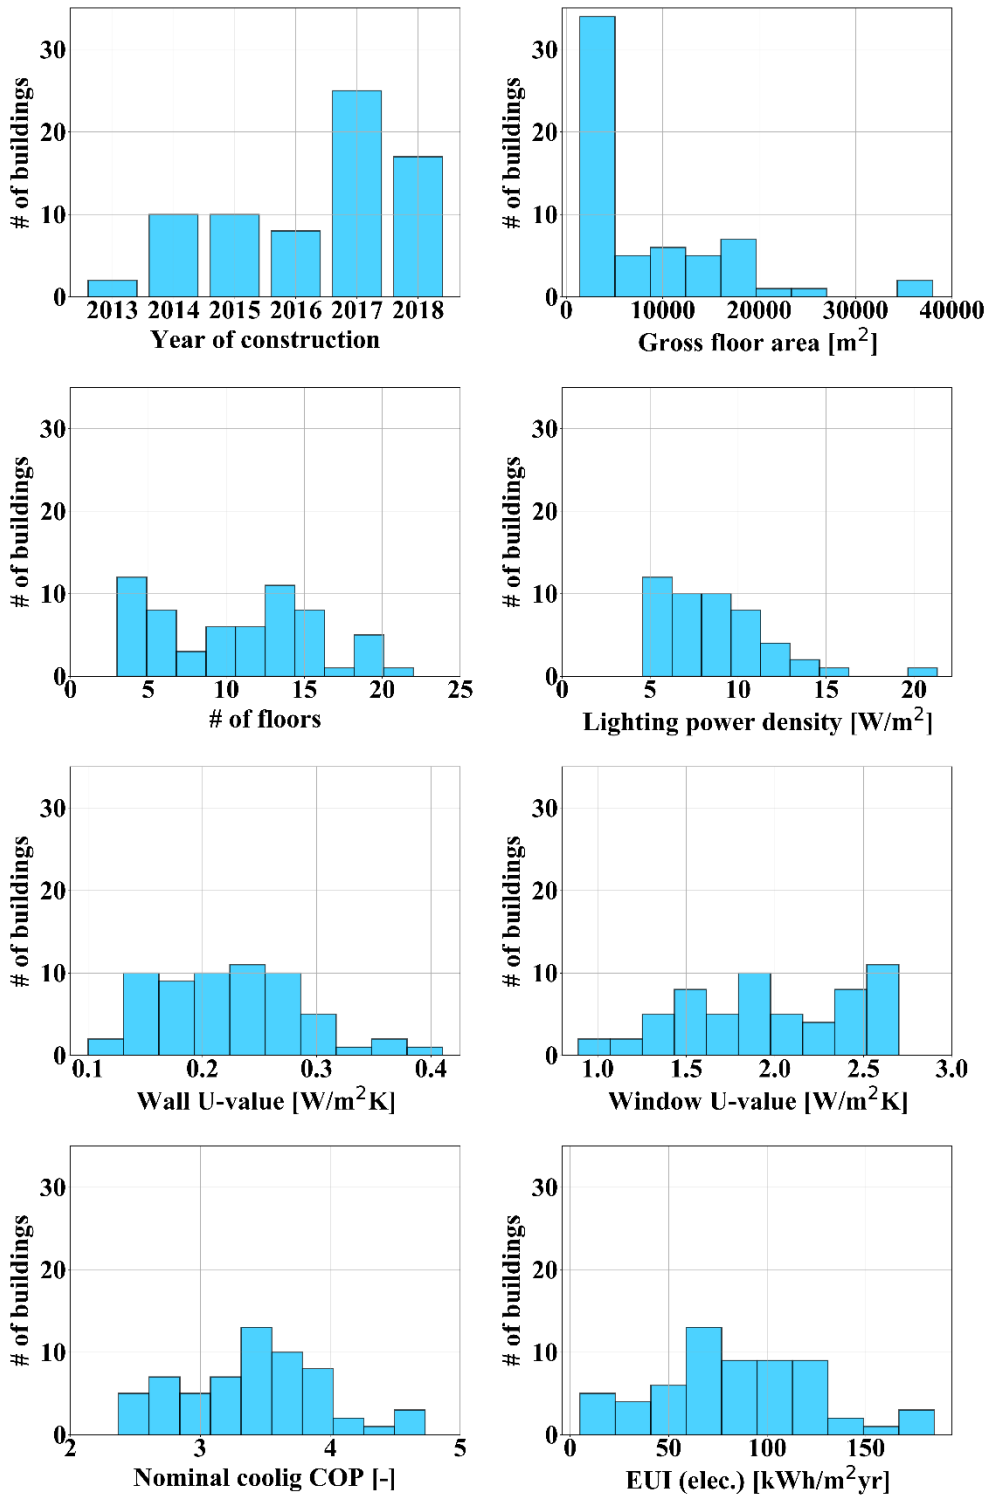 # of buildings
30
20
10
0
2013 2014 2015 2016 2017 2018
Year of construction
# of buildings
30
20
10
0
0 10000 20000 30000 40000
Gross floor area [m²]
# of buildings
30
20
10
0
0 5 10 15 20 25
# of floors
# of buildings
30
20
10
0
0 5 10 15 20
Lighting power density [W/m²]
# of buildings
30
20
10
0
0.1 0.2 0.3 0.4
Wall U-value [W/m²K]
# of buildings
30
20
10
0
1.0 1.5 2.0 2.5 3.0
Window U-value [W/m²K]
# of buildings
30
20
10
0
2 3 4 5
Nominal coolig COP [-]
# of buildings
30
20
10
0
0 50 100 150
EUI (elec.) [kWh/m²yr]